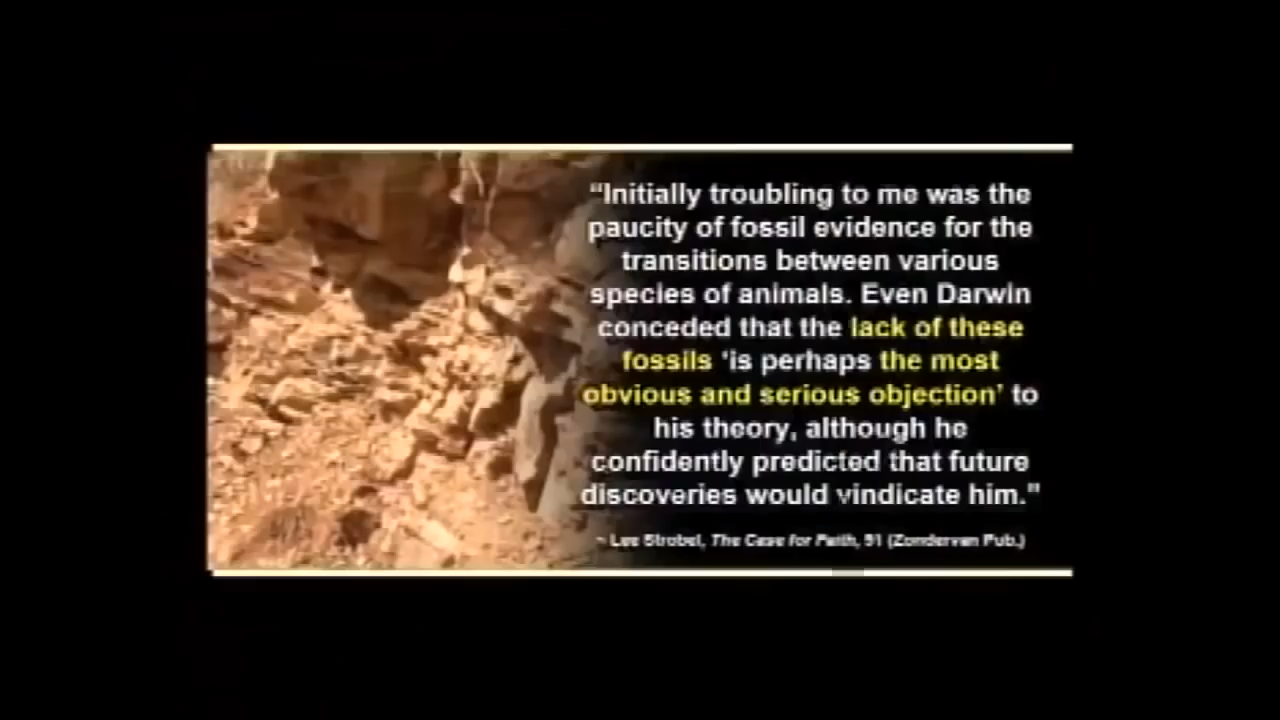 “Initially troubling to me was the
paucity of fossil evidence for the
transitions between various
species of animals. Even Darwin
conceded that the lack of these
fossils ‘is perhaps the most
obvious and serious objection’ to
his theory, although he
confidently predicted that future
discoveries would vindicate him.”
~ Lee Strobel, The Case for Faith, 91 (Zondervan Pub.)